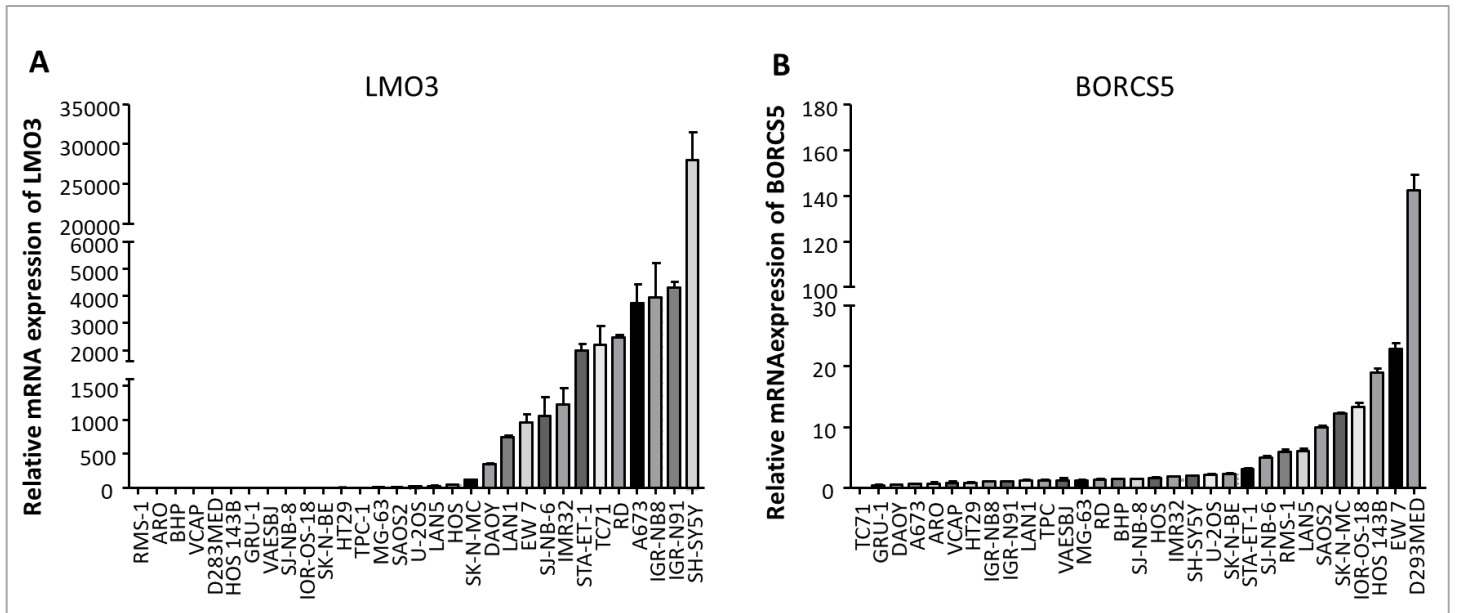 A
LMO3
Relative mRNA expression of LMO3
35000
30000
25000
20000
6000
5000
4000
3000
2000
1500
1000
500
0
RMS-1
ARO
BHP
VCAP
D283MED
HOS 143B
GRU-1
VAESBJ
SJ-NB-8
IOR-OS-18
SK-N-BE
HT29
TPC-1
MG-63
SAOS2
U-2OS
LAN5
HOS
SK-N-MC
DAOY
LAN1
EW 7
SJ-NB-6
IMR32
STA-ET-1
TC71
RD
A673
IGR-NB8
IGR-N91
SH-SY5Y
B
BORCS5
Relative mRNAexpression of BORCS5
180
160
140
120
100
30
20
10
0
TC71
GRU-1
DAOY
A673
ARO
VCAP
HT29
IGR-NB8
IGR-N91
LAN1
TPC
VAESBJ
MG-63
RD
BHP
SJ-NB-8
HOS
IMR32
SH-SY5Y
U-2OS
SK-N-BE
STA-ET-1
SJ-NB-6
RMS-1
LAN5
SAOS2
SK-N-MC
IOR-OS-18
HOS 143B
EW 7
D293MED